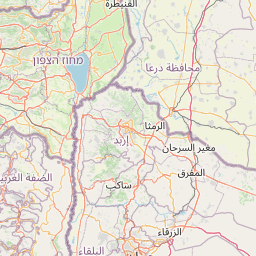 القنيطرة
מחוז הצפון
محافظة درعا
الرمثا
إربد
مغير السرحان
الضفة الغربية
المفرق
ساكب
الزرقاء
البلقاء